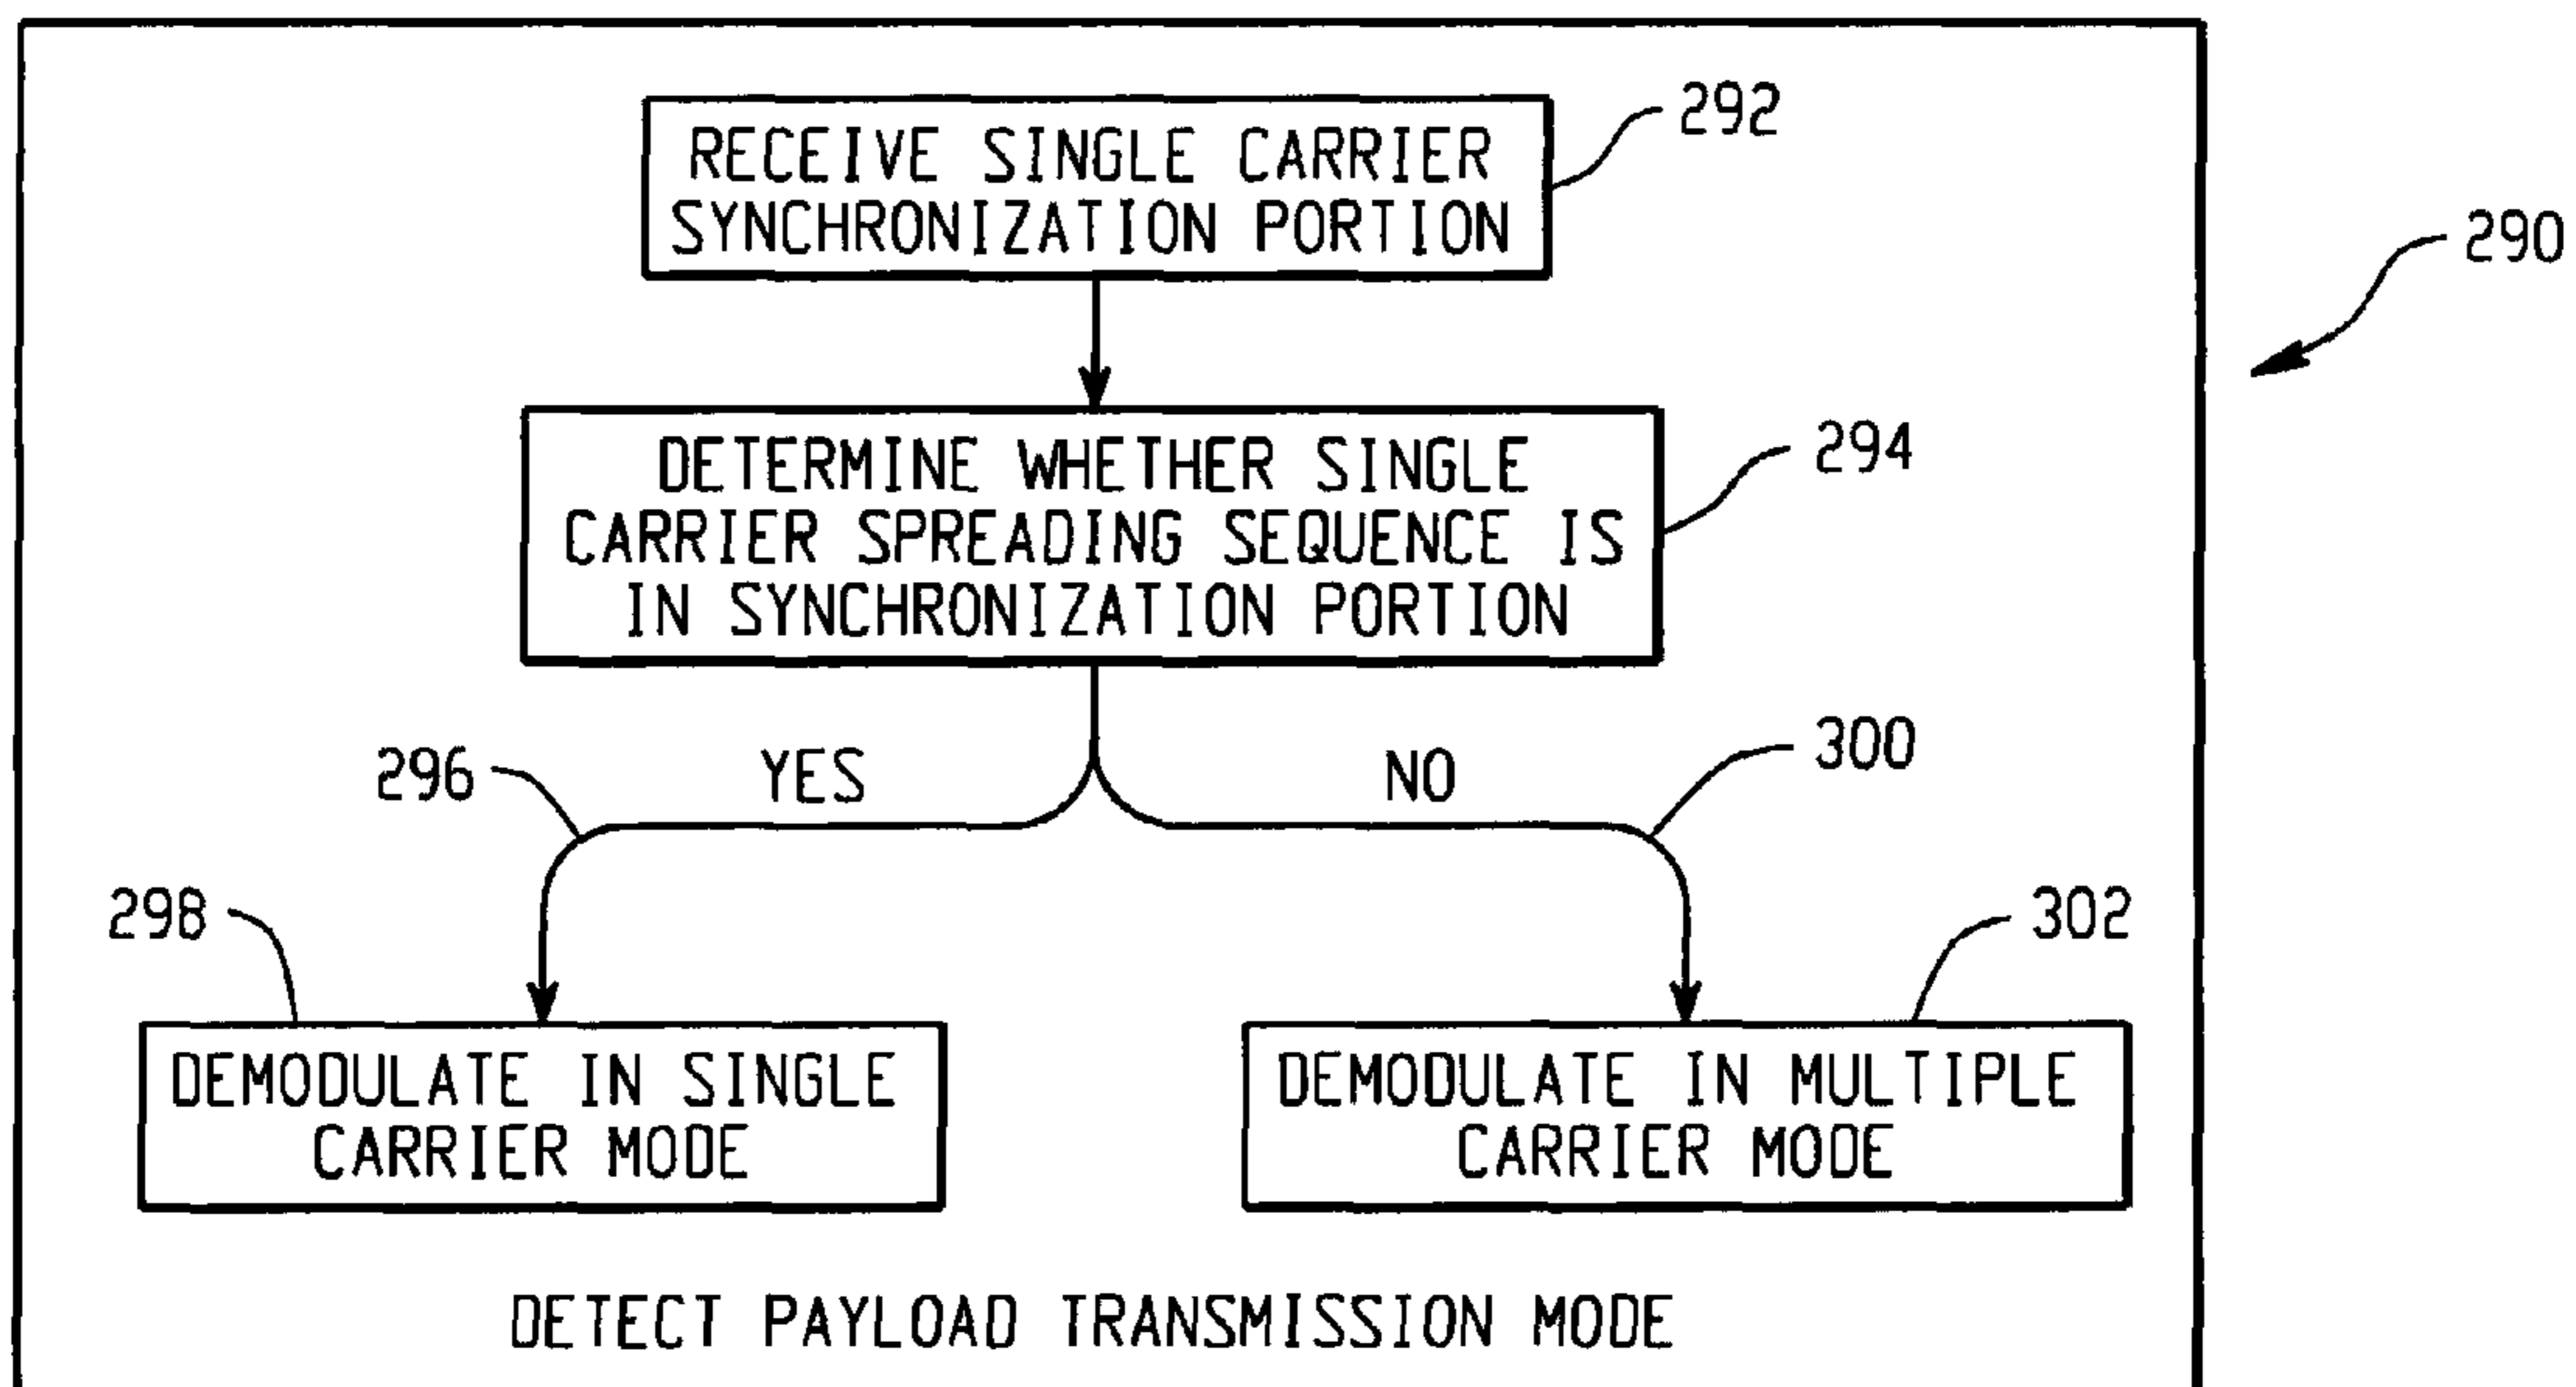 RECEIVE SINGLE CARRIER
SYNCHRONIZATION PORTION
292
290
DETERMINE WHETHER SINGLE
CARRIER SPREADING SEQUENCE IS
IN SYNCHRONIZATION PORTION
294
296
YES
NO
300
298
302
DEMODULATE IN SINGLE
CARRIER MODE
DEMODULATE IN MULTIPLE
CARRIER MODE
DETECT PAYLOAD TRANSMISSION MODE